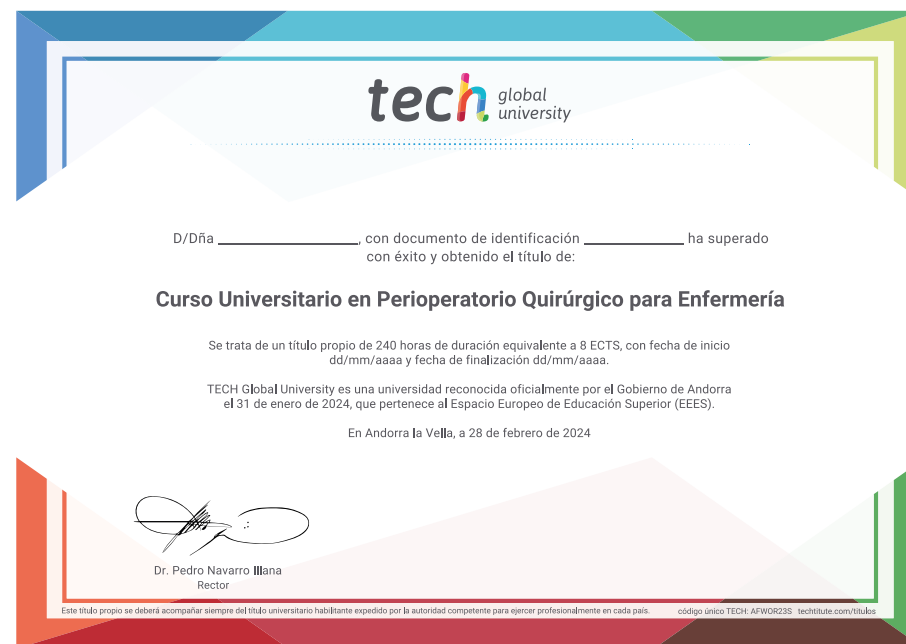 tech global
university
D/Dña ____________________, con documento de identificación ______________ ha superado
con éxito y obtenido el título de:
Curso Universitario en Perioperatorio Quirúrgico para Enfermería
Se trata de un título propio de 240 horas de duración equivalente a 8 ECTS, con fecha de inicio
dd/mm/aaaa y fecha de finalización dd/mm/aaaa.
TECH Global University es una universidad reconocida oficialmente por el Gobierno de Andorra
el 31 de enero de 2024, que pertenece al Espacio Europeo de Educación Superior (EEES).
En Andorra la Vella, a 28 de febrero de 2024
Dr. Pedro Navarro Illana
Rector
Este título propio se deberá acompañar siempre del título universitario habilitante expedido por la autoridad competente para ejercer profesionalmente en cada país. código único TECH: AFWOR23S techtitute.com/titulos